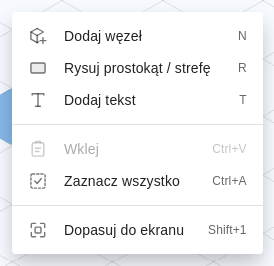 Dodaj węzeł N
Rysuj prostokąt / strefę R
Dodaj tekst T
Wklej Ctrl+V
Zaznacz wszystko Ctrl+A
Dopasuj do ekranu Shift+1